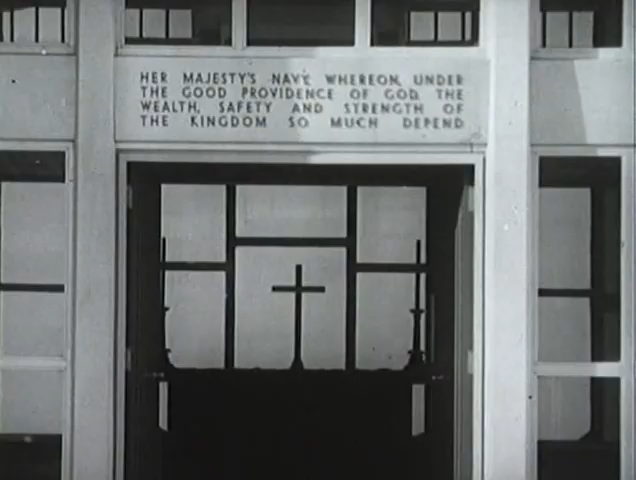 HER MAJESTY'S NAVY WHEREON, UNDER
THE GOOD PROVIDENCE OF GOD, THE
WEALTH, SAFETY AND STRENGTH OF
THE KINGDOM SO MUCH DEPEND